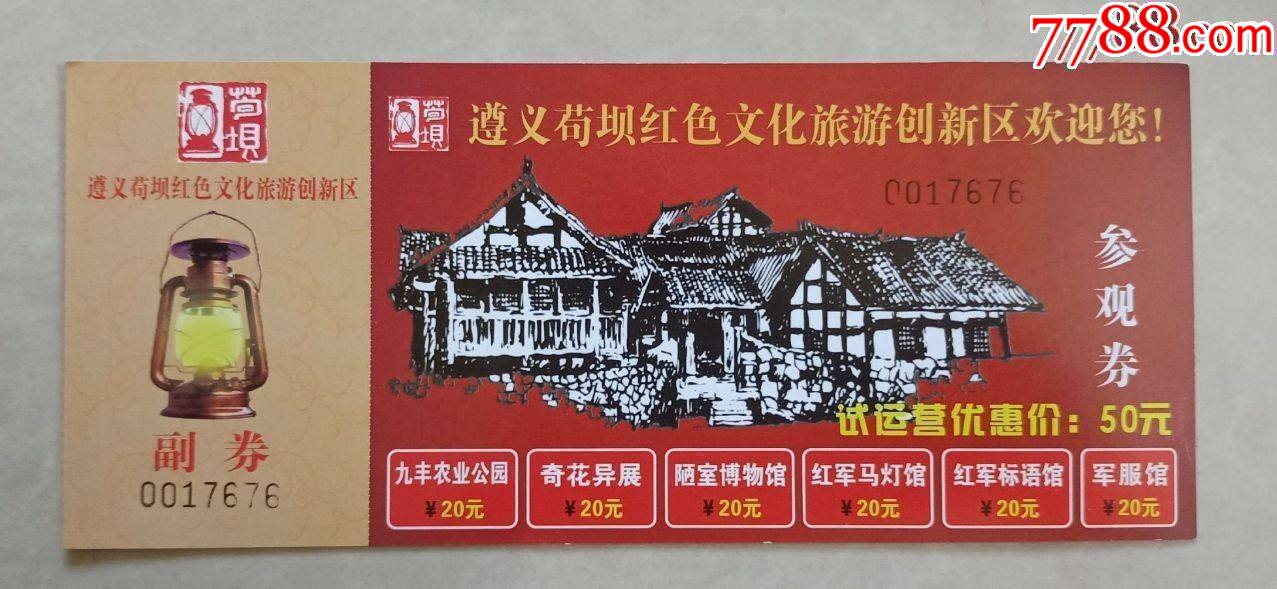 7788.com
苟坝
遵义苟坝红色文化旅游创新区
副券
0017676
苟坝
遵义苟坝红色文化旅游创新区欢迎您!
0017676
参观券
试运营优惠价：50元
九丰农业公园
¥20元
奇花异展
¥20元
陋室博物馆
¥20元
红军马灯馆
¥20元
红军标语馆
¥20元
军服馆
¥20元